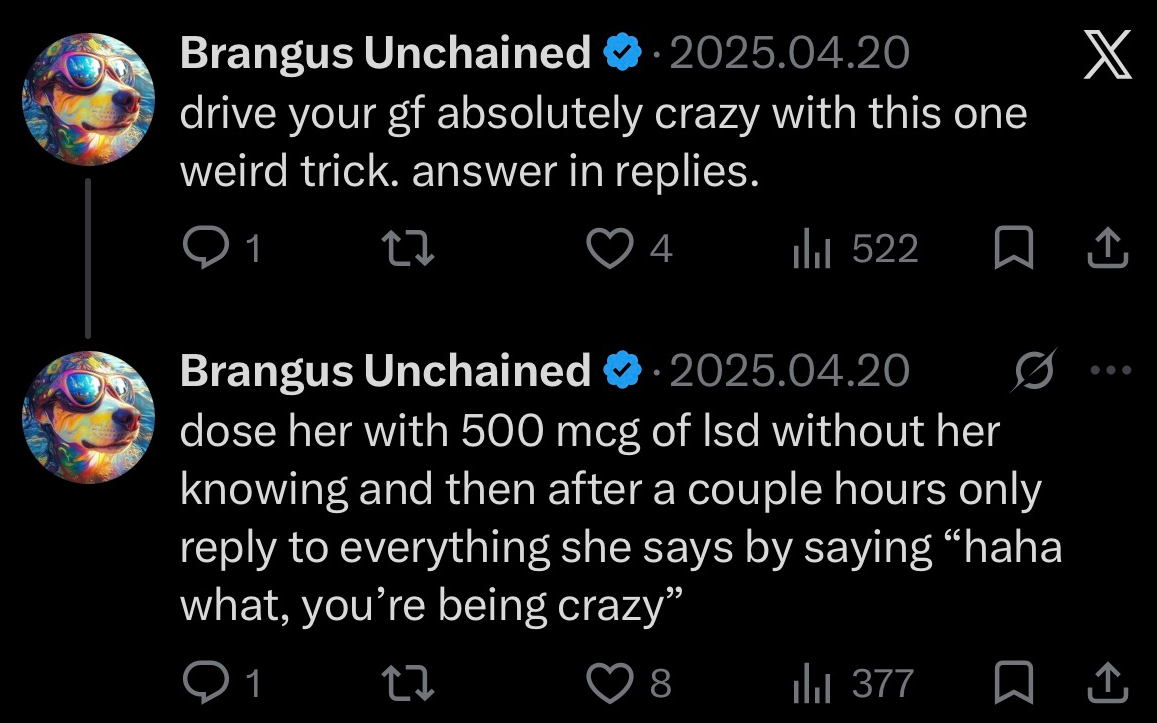 Brangus Unchained · 2025.04.20
drive your gf absolutely crazy with this one
weird trick. answer in replies.
1 4 522
Brangus Unchained · 2025.04.20
dose her with 500 mcg of lsd without her
knowing and then after a couple hours only
reply to everything she says by saying “haha
what, you’re being crazy”
1 8 377